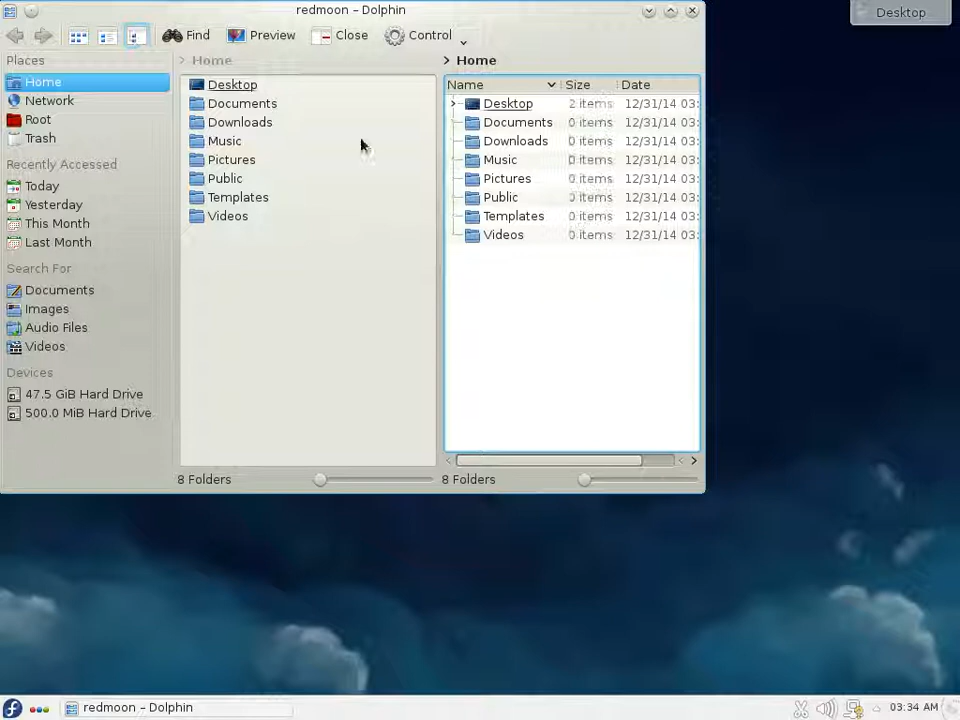 redmoon – Dolphin
Desktop
Find
Preview
Close
Control
Places
Home
Network
Root
Trash
Recently Accessed
Today
Yesterday
This Month
Last Month
Search For
Documents
Images
Audio Files
Videos
Devices
47.5 GiB Hard Drive
500.0 MiB Hard Drive
> Home
Desktop
Documents
Downloads
Music
Pictures
Public
Templates
Videos
8 Folders
> Home
Name Size Date
Desktop 2 items 12/31/14 03:
Documents 0 items 12/31/14 03:
Downloads 0 items 12/31/14 03:
Music 0 items 12/31/14 03:
Pictures 0 items 12/31/14 03:
Public 0 items 12/31/14 03:
Templates 0 items 12/31/14 03:
Videos 0 items 12/31/14 03:
8 Folders
redmoon – Dolphin
03:34 AM